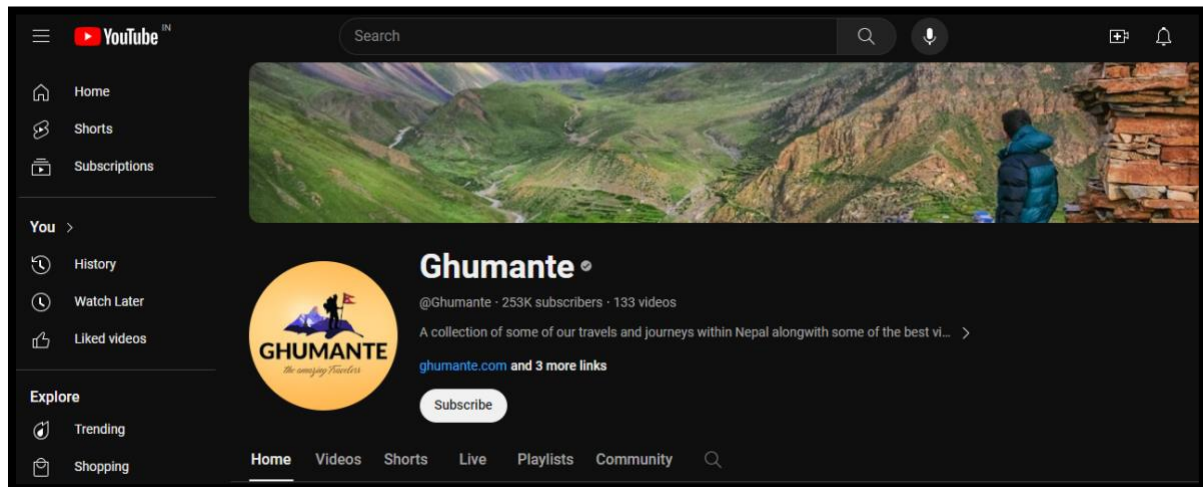 YouTube IN
Search
Home
Shorts
Subscriptions
You
History
Watch Later
Liked videos
Explore
Trending
Shopping
GHUMANTE
the amazing Travelers
Ghumante
@Ghumante · 253K subscribers · 133 videos
A collection of some of our travels and journeys within Nepal alongwith some of the best vi...
ghumante.com and 3 more links
Subscribe
Home Videos Shorts Live Playlists Community